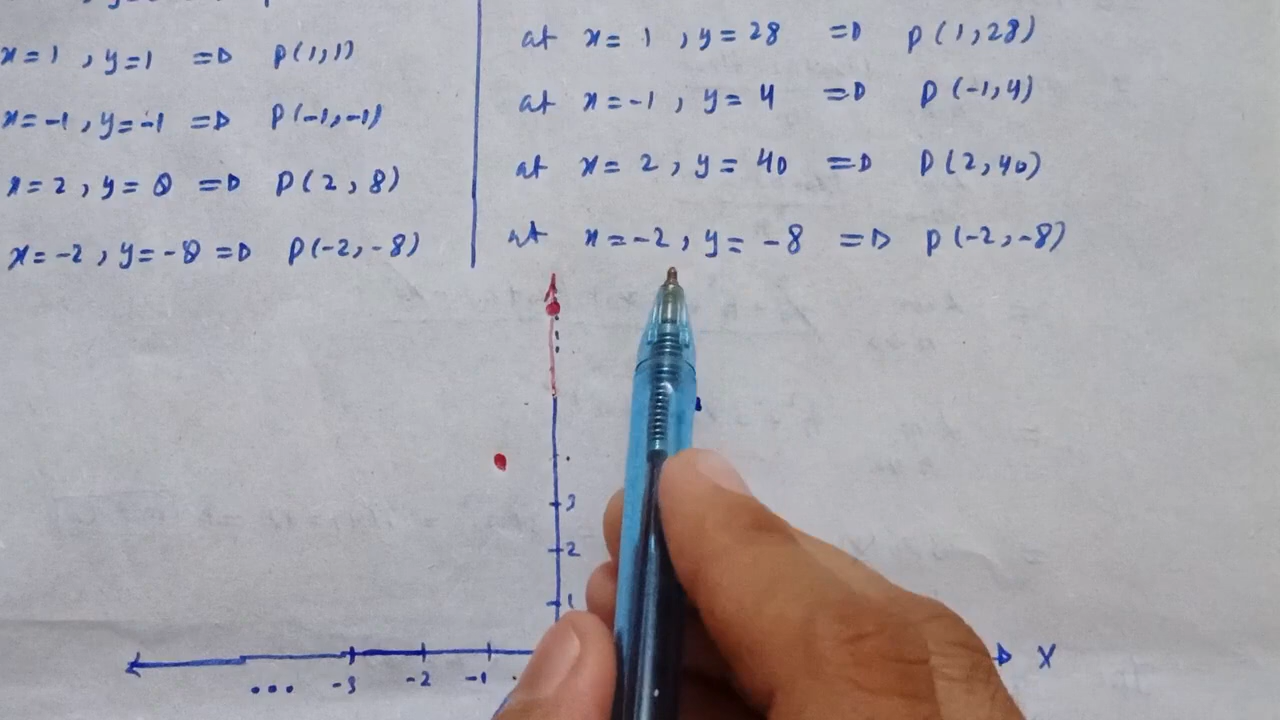 x=1 , y=1 => P(1,1)
x=-1 , y=-1 => P(-1,-1)
x=2 , y=8 => P(2,8)
x=-2 , y=-8 => P(-2,-8)
at x=1 , y=28 => P(1,28)
at x=-1 , y=4 => P(-1,4)
at x=2 , y=40 => P(2,40)
at x=-2 , y=-8 => P(-2,-8)
3
2
1
X
... -3 -2 -1